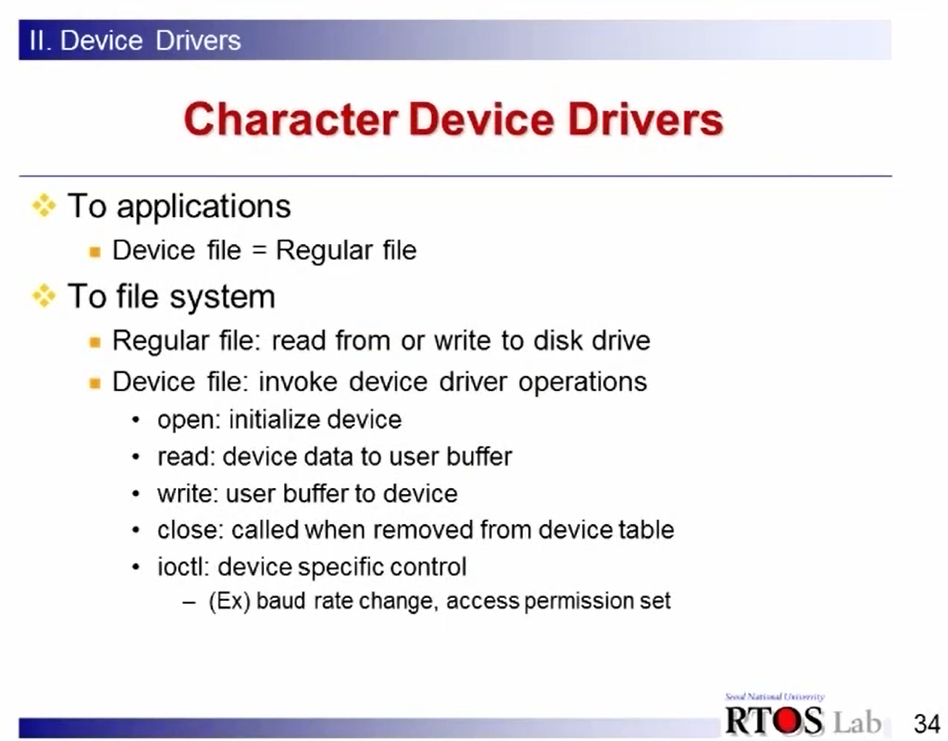 II. Device Drivers
Character Device Drivers
To applications
Device file = Regular file
To file system
Regular file: read from or write to disk drive
Device file: invoke device driver operations
• open: initialize device
• read: device data to user buffer
• write: user buffer to device
• close: called when removed from device table
• ioctl: device specific control
– (Ex) baud rate change, access permission set
Seoul National University
RTOS Lab
34